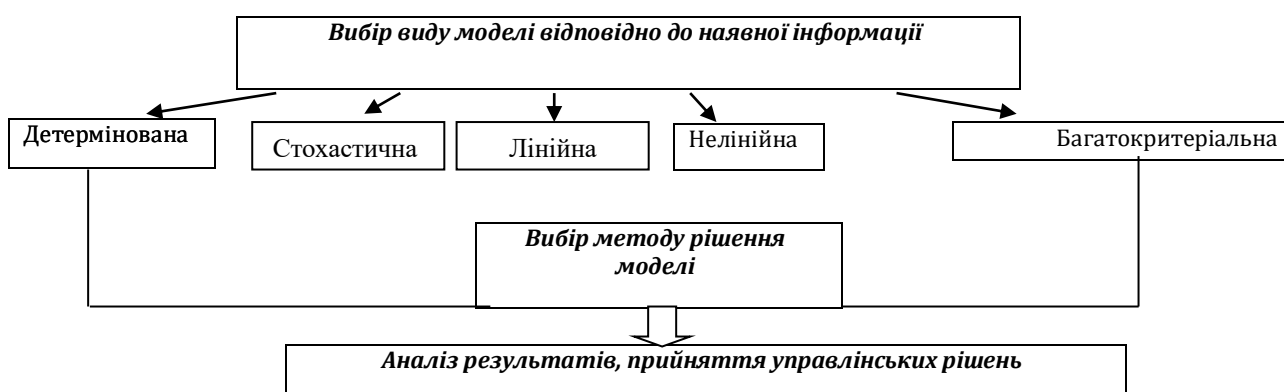 Вибір виду моделі відповідно до наявної інформації
Детермінована
Стохастична
Лінійна
Нелінійна
Багатокритеріальна
Вибір методу рішення
моделі
Аналіз результатів, прийняття управлінських рішень